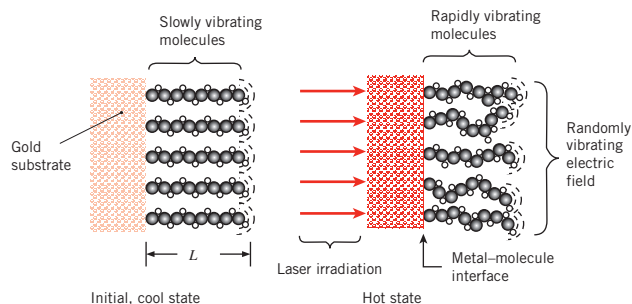 Slowly vibrating
molecules
Gold
substrate
L
Initial, cool state
Rapidly vibrating
molecules
Randomly
vibrating
electric
field
Laser irradiation
Metal–molecule
interface
Hot state